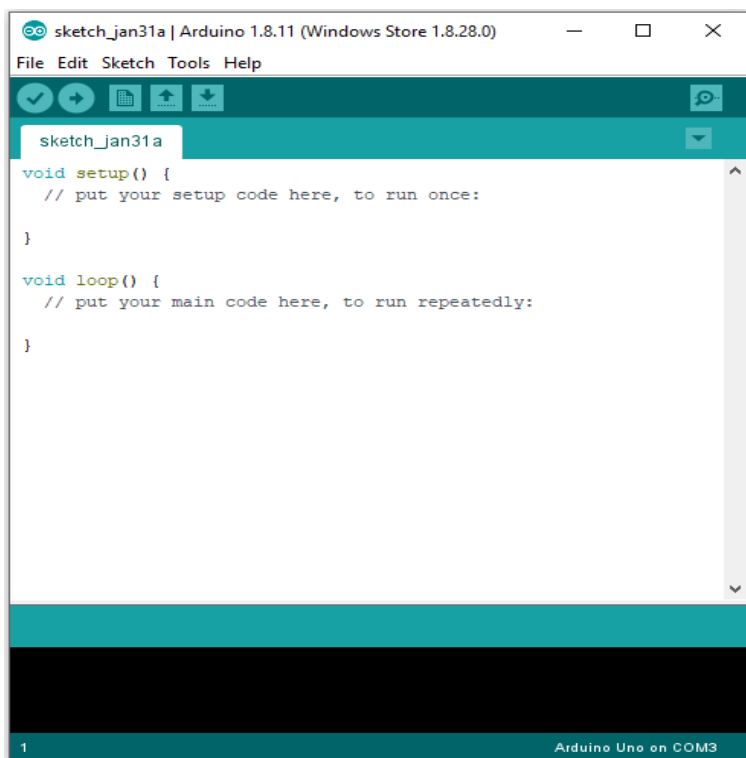 sketch_jan31a | Arduino 1.8.11 (Windows Store 1.8.28.0)
File Edit Sketch Tools Help
sketch_jan31a
void setup() {
  // put your setup code here, to run once:
}
void loop() {
  // put your main code here, to run repeatedly:
}
1
Arduino Uno on COM3